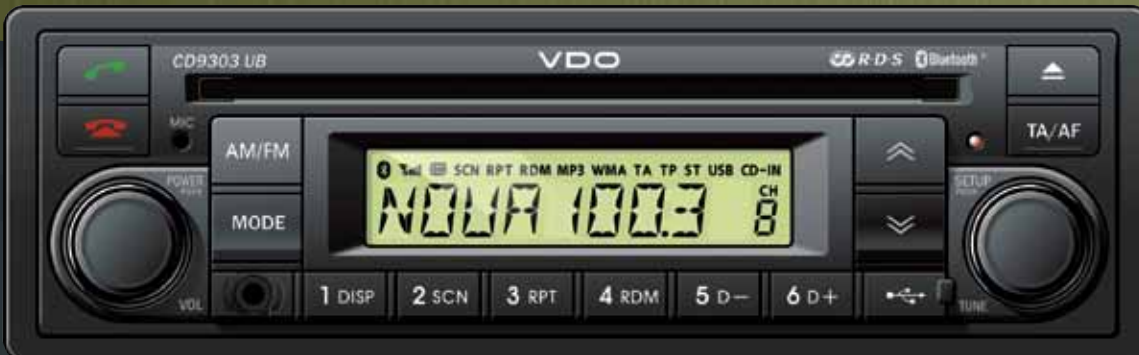 CD9303 UB
VDO
R·D·S Bluetooth®
MIC
AM/FM
MODE
TA/AF
POWER
PUSH
VOL
SETUP
PUSH
TUNE
SCN RPT RDM MP3 WMA TA TP ST USB CD-IN
NOVA 100.3
CH
8
1 DISP
2 SCN
3 RPT
4 RDM
5 D−
6 D+